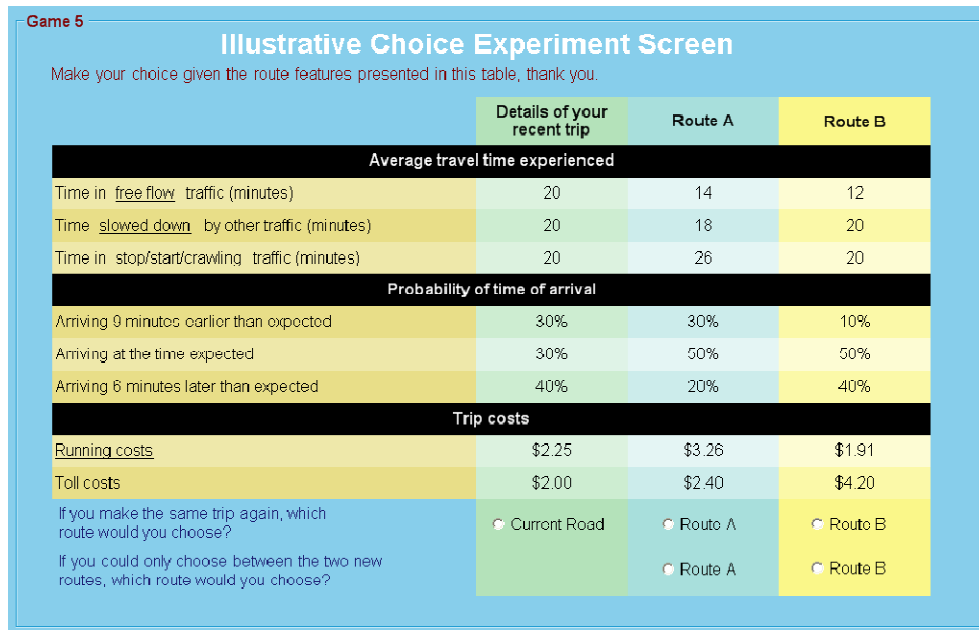 Game 5
Illustrative Choice Experiment Screen
Make your choice given the route features presented in this table, thank you.
Details of your recent trip Route A Route B
Average travel time experienced
Time in free flow traffic (minutes) 20 14 12
Time slowed down by other traffic (minutes) 20 18 20
Time in stop/start/crawling traffic (minutes) 20 26 20
Probability of time of arrival
Arriving 9 minutes earlier than expected 30% 30% 10%
Arriving at the time expected 30% 50% 50%
Arriving 6 minutes later than expected 40% 20% 40%
Trip costs
Running costs $2.25 $3.26 $1.91
Toll costs $2.00 $2.40 $4.20
If you make the same trip again, which
route would you choose? Current Road Route A Route B
If you could only choose between the two new
routes, which route would you choose? Route A Route B